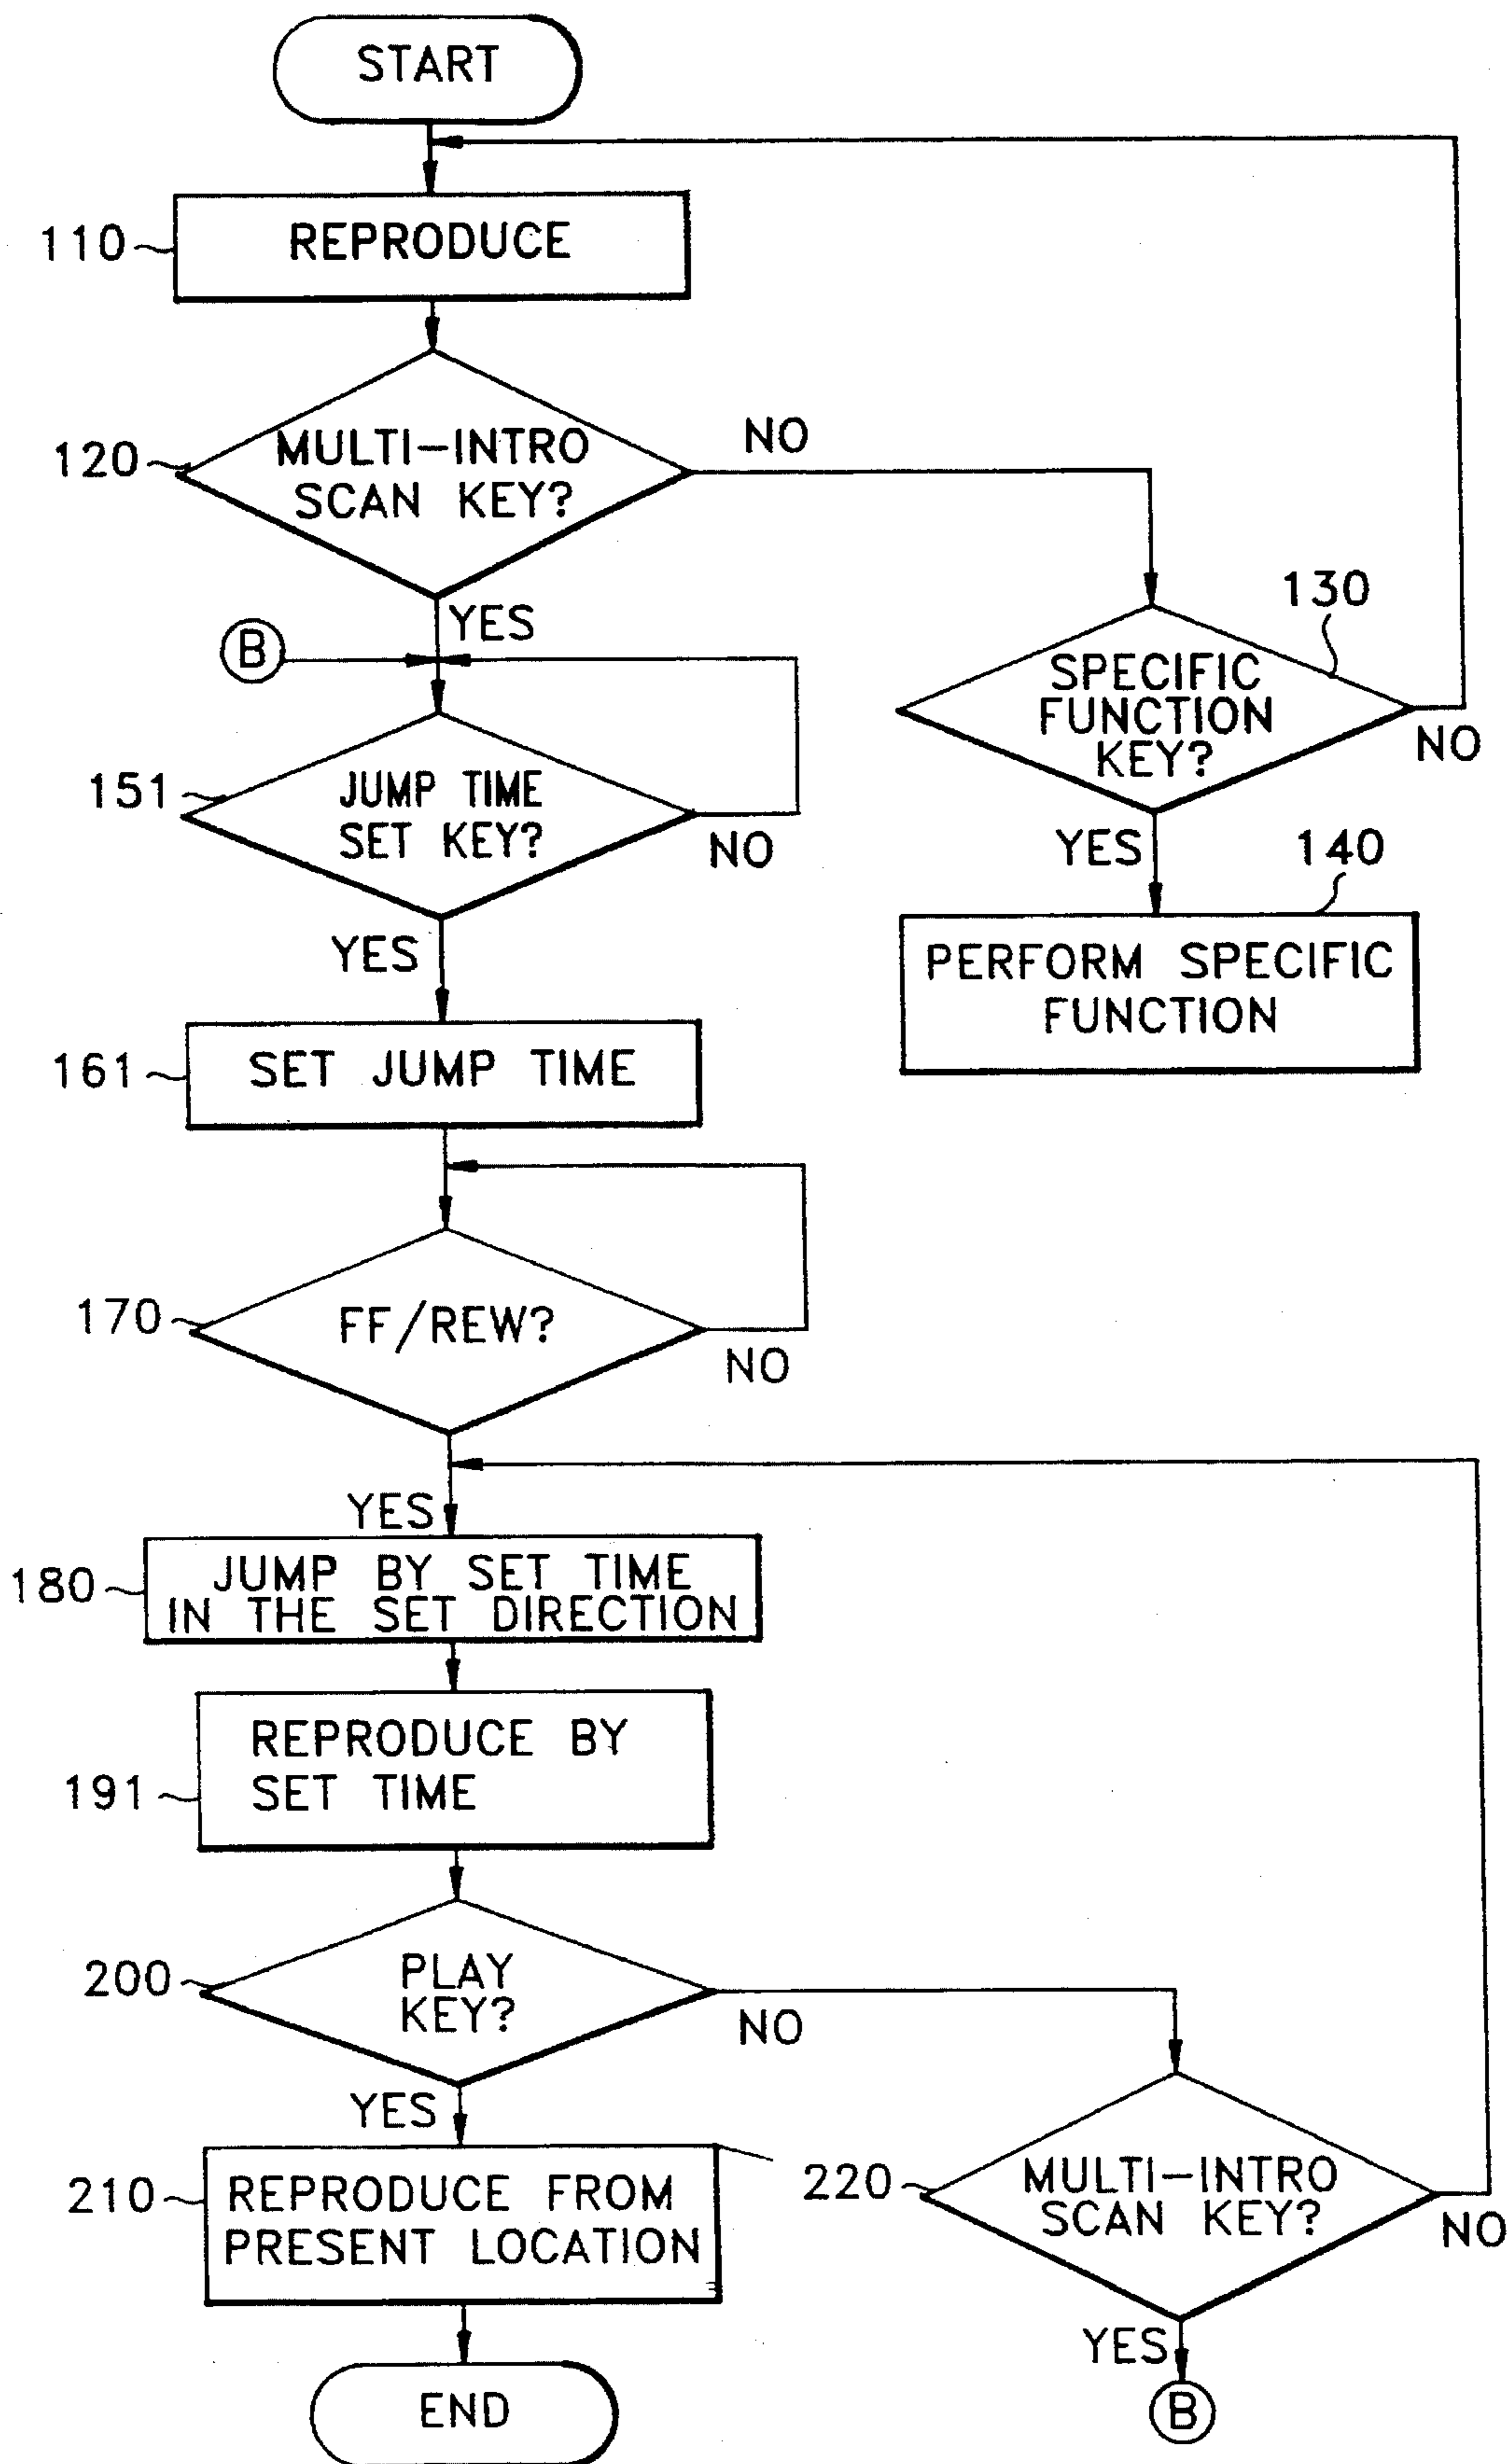 START
110
REPRODUCE
120
MULTI-INTRO
SCAN KEY?
NO
YES
B
130
SPECIFIC
FUNCTION
KEY?
NO
YES
140
PERFORM SPECIFIC
FUNCTION
151
JUMP TIME
SET KEY?
NO
YES
161
SET JUMP TIME
170
FF/REW?
NO
YES
180
JUMP BY SET TIME
IN THE SET DIRECTION
191
REPRODUCE BY
SET TIME
200
PLAY
KEY?
NO
YES
210
REPRODUCE FROM
PRESENT LOCATION
220
MULTI-INTRO
SCAN KEY?
NO
YES
B
END